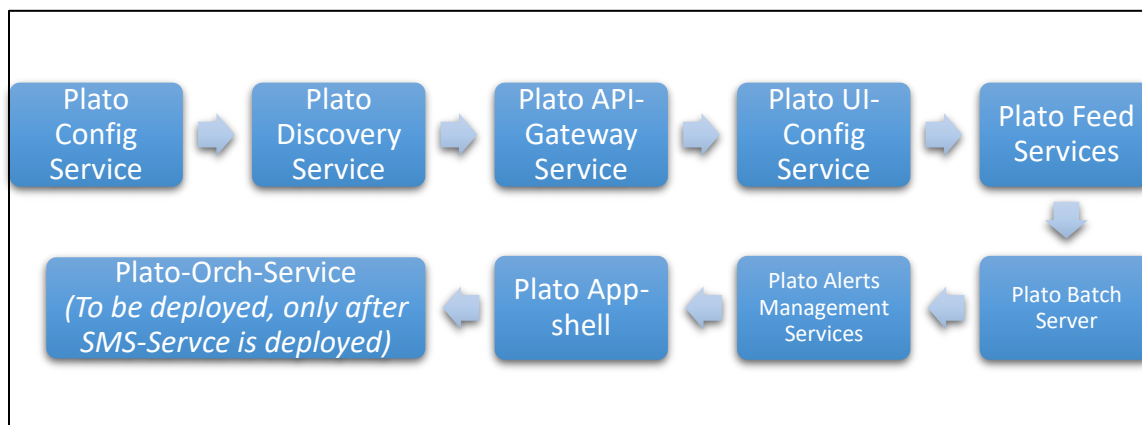 Plato
Config
Service
Plato
Discovery
Service
Plato API-
Gateway
Service
Plato UI-
Config
Service
Plato Feed
Services
Plato Batch
Server
Plato Alerts
Management
Services
Plato App-
shell
Plato-Orch-Service
(To be deployed, only after
SMS-Servce is deployed)